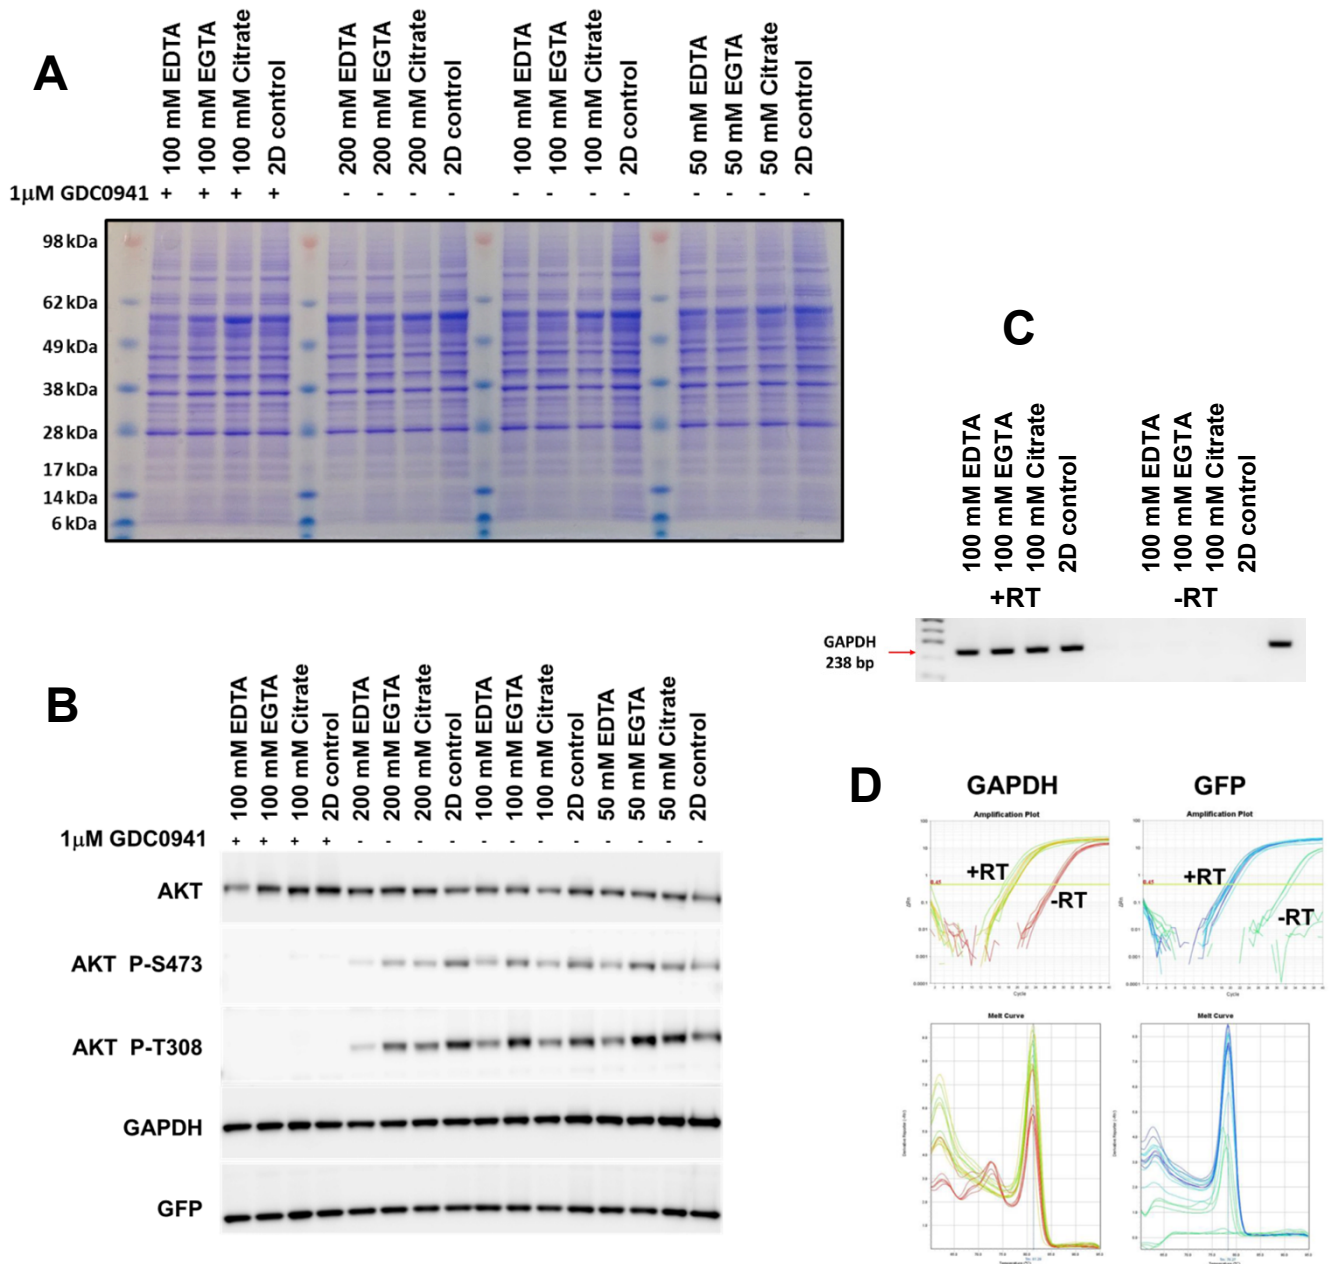 A
100 mM EDTA
100 mM EGTA
100 mM Citrate
2D control
200 mM EDTA
200 mM EGTA
200 mM Citrate
2D control
100 mM EDTA
100 mM EGTA
100 mM Citrate
2D control
50 mM EDTA
50 mM EGTA
50 mM Citrate
2D control
1µM GDC0941 + + + + - - - - - - - - - - - -
98 kDa
62 kDa
49 kDa
38 kDa
28 kDa
17 kDa
14 kDa
6 kDa
B
100 mM EDTA
100 mM EGTA
100 mM Citrate
2D control
200 mM EDTA
200 mM EGTA
200 mM Citrate
2D control
100 mM EDTA
100 mM EGTA
100 mM Citrate
2D control
50 mM EDTA
50 mM EGTA
50 mM Citrate
2D control
1µM GDC0941 + + + + - - - - - - - - - - - -
AKT
AKT P-S473
AKT P-T308
GAPDH
GFP
C
100 mM EDTA
100 mM EGTA
100 mM Citrate
2D control
100 mM EDTA
100 mM EGTA
100 mM Citrate
2D control
+RT -RT
GAPDH
238 bp
D
GAPDH GFP
Amplification Plot Amplification Plot
+RT
-RT
+RT
-RT
Cycle Cycle
Melt Curve Melt Curve